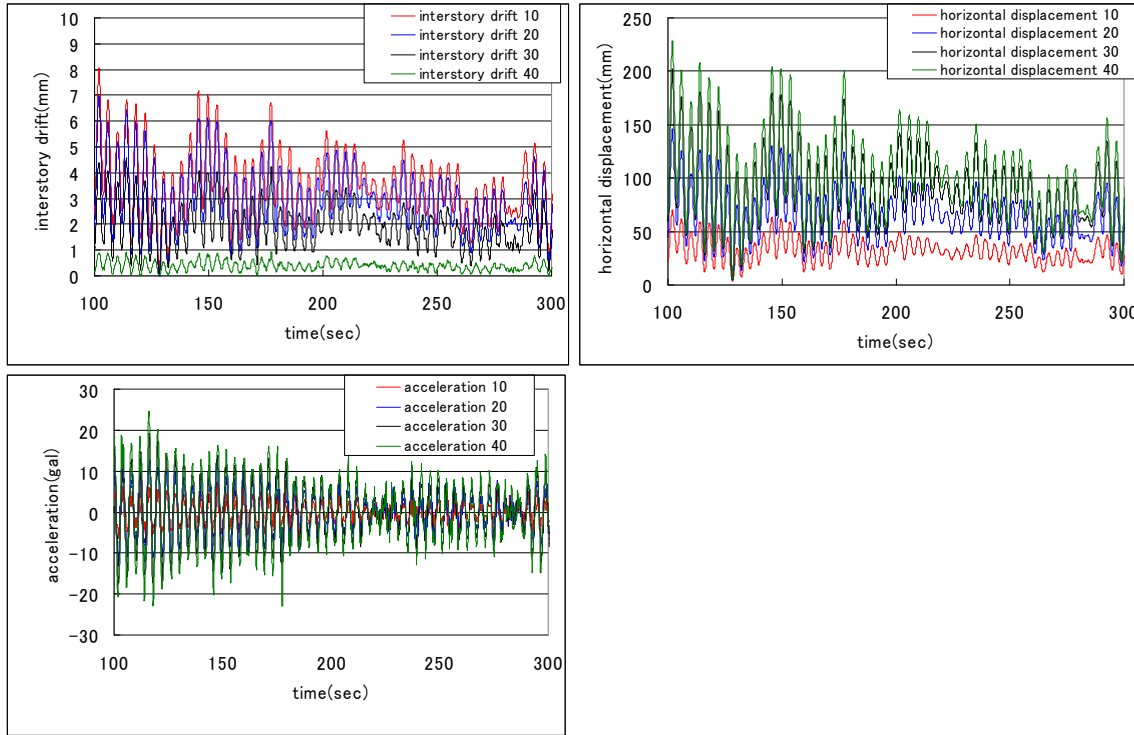 interstory drift 10
interstory drift 20
interstory drift 30
interstory drift 40
10
9
8
7
6
5
4
3
2
1
0
interstory drift(mm)
100 150 200 250 300
time(sec)
horizontal displacement 10
horizontal displacement 20
horizontal displacement 30
horizontal displacement 40
250
200
150
100
50
0
horizontal displacement(mm)
100 150 200 250 300
time(sec)
acceleration 10
acceleration 20
acceleration 30
acceleration 40
30
20
10
0
-10
-20
-30
acceleration(gal)
100 150 200 250 300
time(sec)